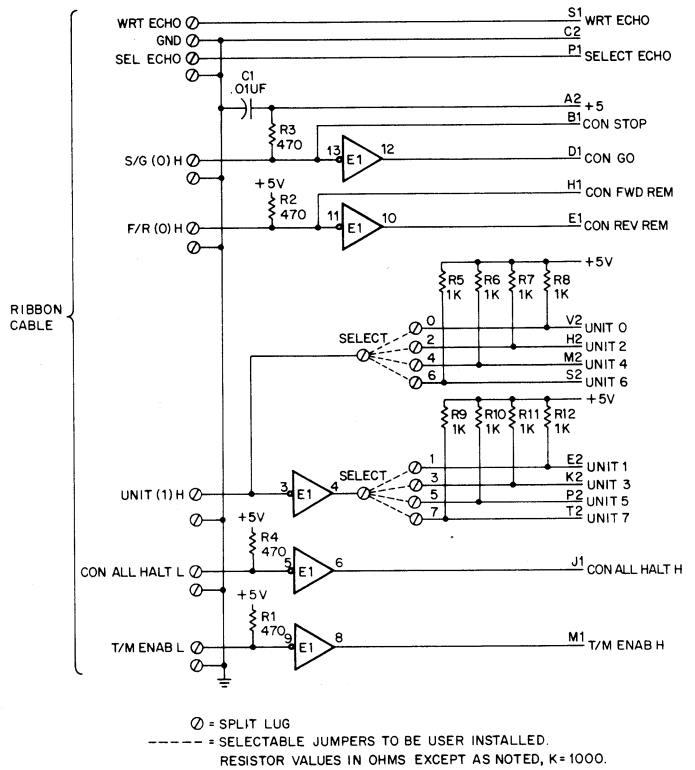 WRT ECHO S1 WRT ECHO
GND C2
SEL ECHO P1 SELECT ECHO
C1
.01UF
A2 +5
B1 CON STOP
R3
470
S/G (0) H 13 E1 12 D1 CON GO
+5V
R2
470
H1 CON FWD REM
F/R (0) H 11 E1 10 E1 CON REV REM
+5V
R5 R6 R7 R8
1K 1K 1K 1K
RIBBON
CABLE
SELECT
0 V2 UNIT 0
2 H2 UNIT 2
4 M2 UNIT 4
6 S2 UNIT 6
+5V
R9 R10 R11 R12
1K 1K 1K 1K
SELECT
1 E2 UNIT 1
3 K2 UNIT 3
5 P2 UNIT 5
7 T2 UNIT 7
UNIT (1) H 3 E1 4
+5V
R4
470
CON ALL HALT L 5 E1 6 J1 CON ALL HALT H
+5V
R1
470
T/M ENAB L 9 E1 8 M1 T/M ENAB H
= SPLIT LUG
------ = SELECTABLE JUMPERS TO BE USER INSTALLED.
RESISTOR VALUES IN OHMS EXCEPT AS NOTED, K=1000.